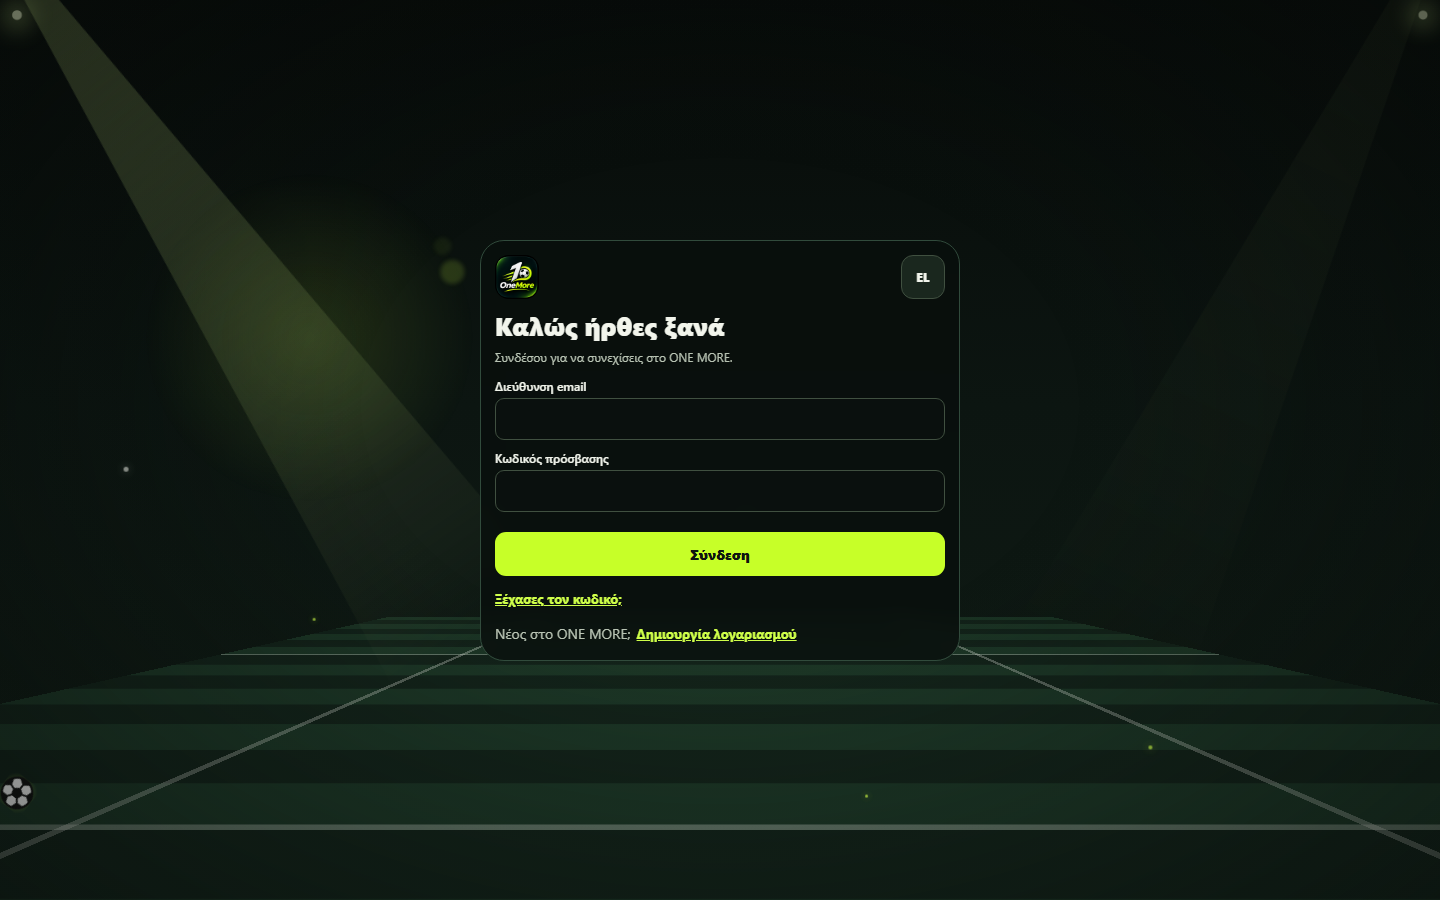 OneMore
EL
Καλώς ήρθες ξανά
Συνδέσου για να συνεχίσεις στο ONE MORE.
Διεύθυνση email
Κωδικός πρόσβασης
Σύνδεση
Ξέχασες τον κωδικό;
Νέος στο ONE MORE; Δημιουργία λογαριασμού